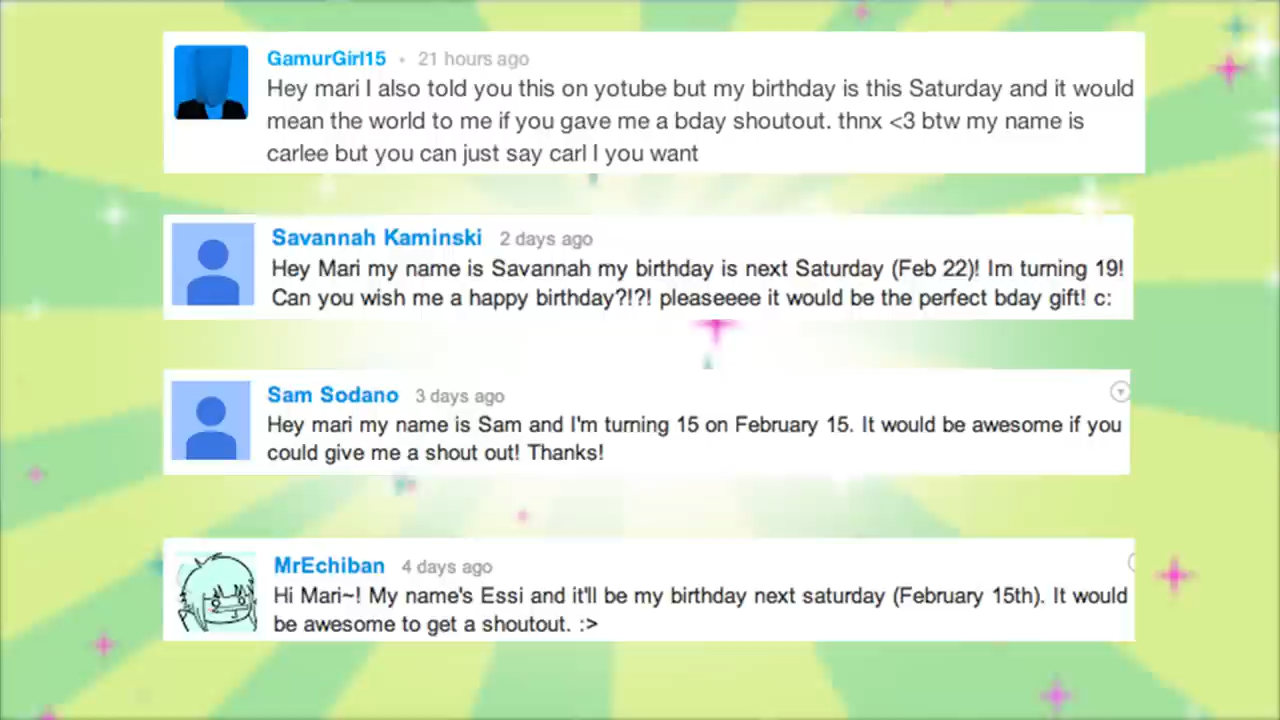 GamurGirl15 • 21 hours ago
Hey mari I also told you this on yotube but my birthday is this Saturday and it would
mean the world to me if you gave me a bday shoutout. thnx <3 btw my name is
carlee but you can just say carl I you want
Savannah Kaminski 2 days ago
Hey Mari my name is Savannah my birthday is next Saturday (Feb 22)! Im turning 19!
Can you wish me a happy birthday?!?! pleaseeee it would be the perfect bday gift! c:
Sam Sodano 3 days ago
Hey mari my name is Sam and I'm turning 15 on February 15. It would be awesome if you
could give me a shout out! Thanks!
MrEchiban 4 days ago
Hi Mari~! My name's Essi and it'll be my birthday next saturday (February 15th). It would
be awesome to get a shoutout. :>